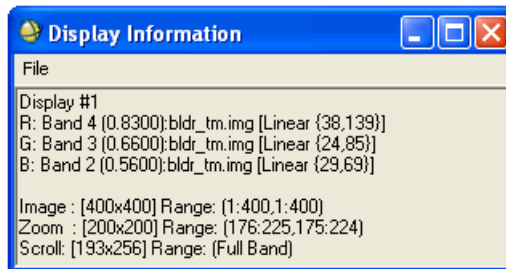 Display Information
File
Display #1
R: Band 4 (0.8300):bldr_tm.img [Linear {38,139}]
G: Band 3 (0.6600):bldr_tm.img [Linear {24,85}]
B: Band 2 (0.5600):bldr_tm.img [Linear {29,69}]
Image : [400x400] Range: (1:400,1:400)
Zoom : [200x200] Range: (176:225,175:224)
Scroll: [193x256] Range: (Full Band)